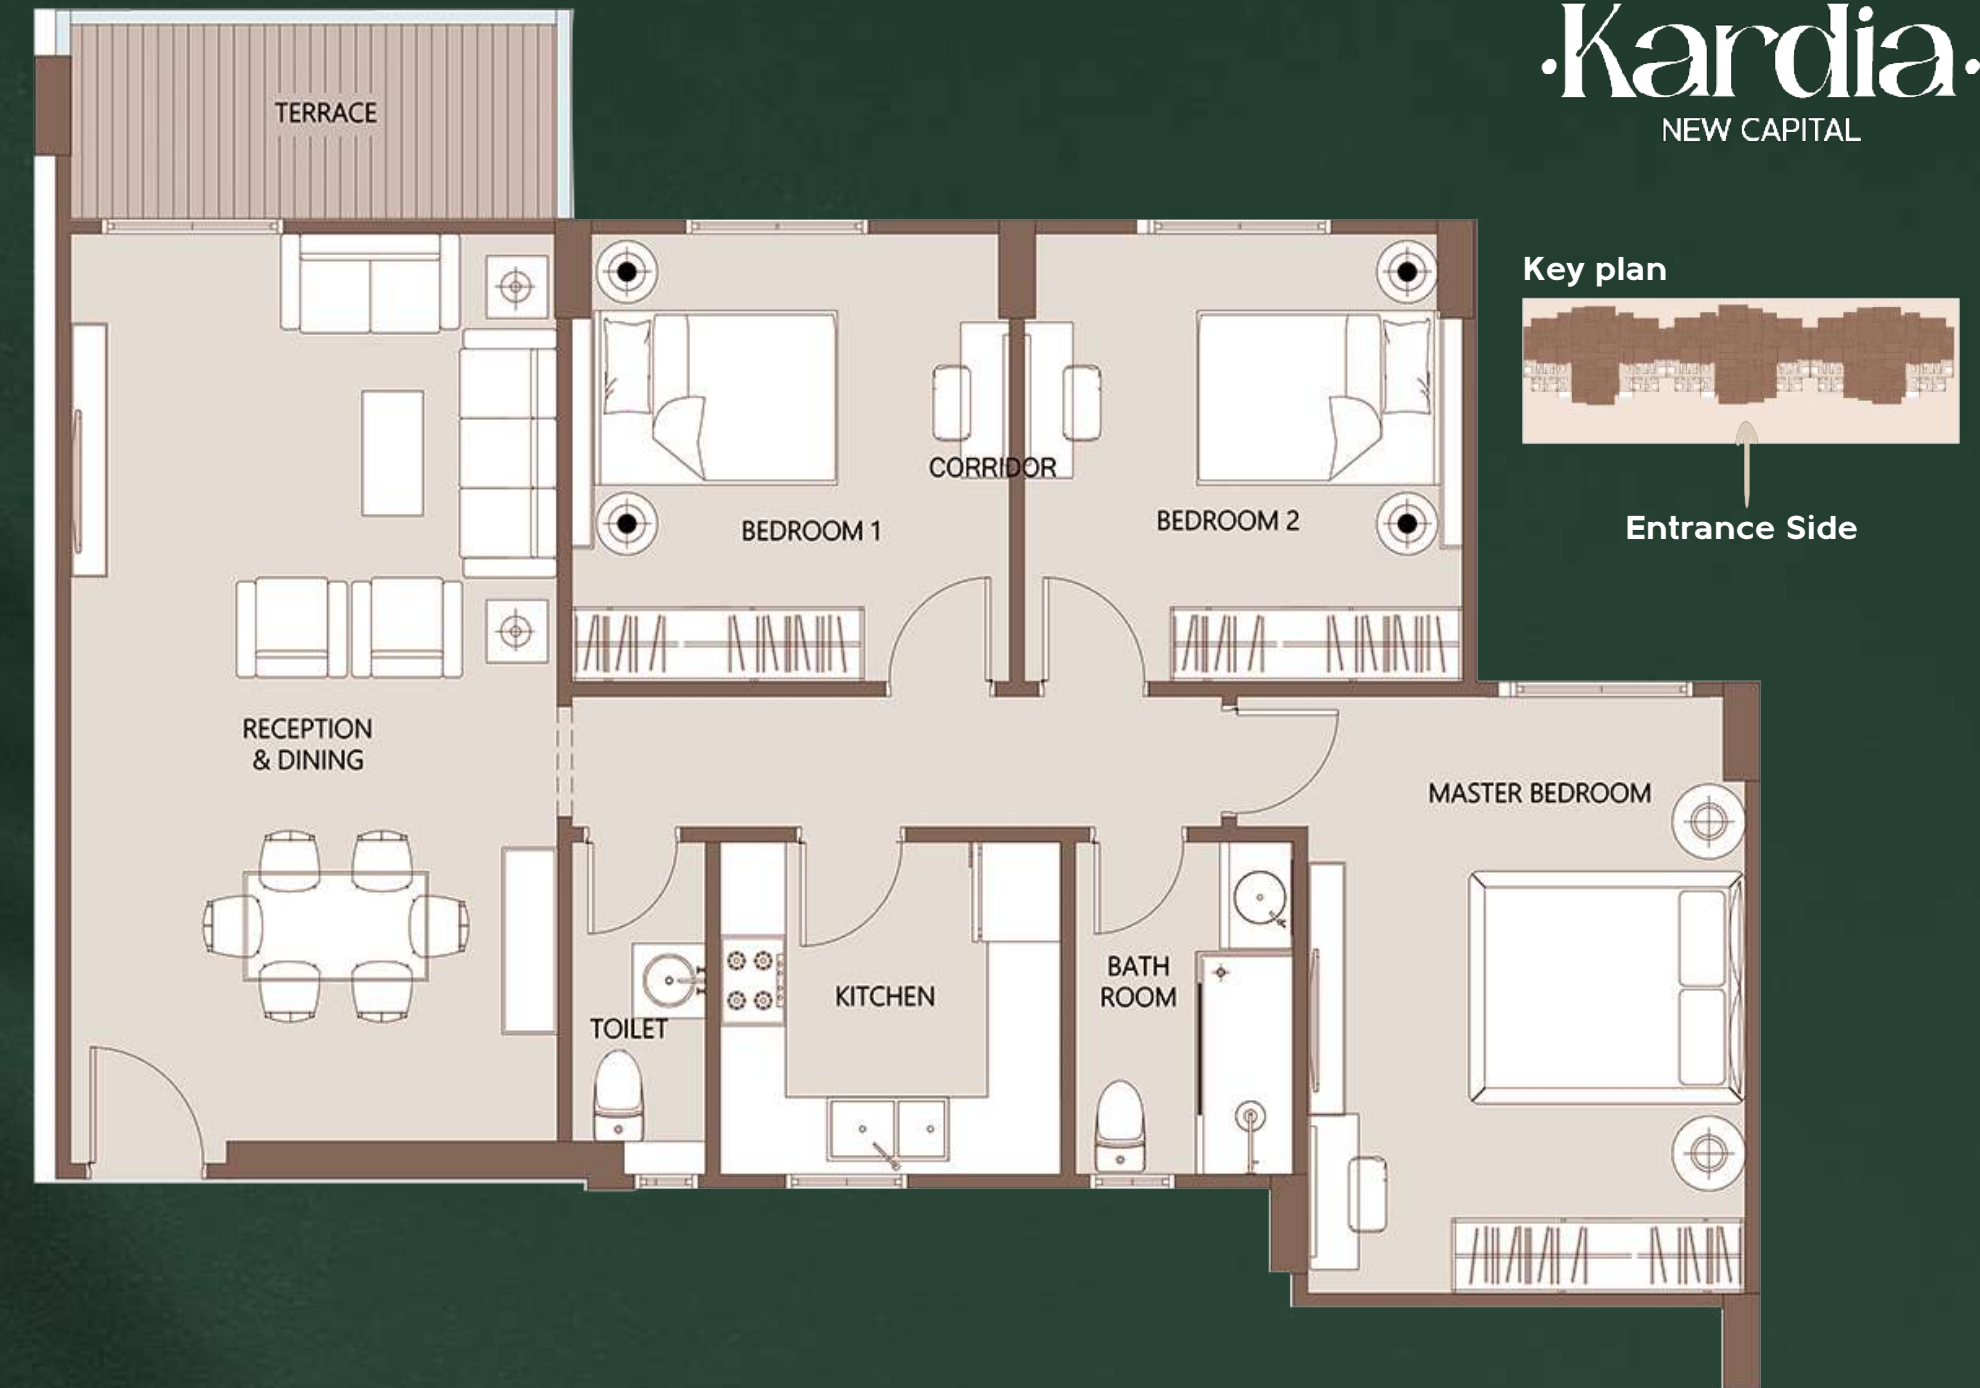 ·Kardia·
NEW CAPITAL
TERRACE
Key plan
Entrance Side
CORRIDOR
BEDROOM 1
BEDROOM 2
RECEPTION
& DINING
MASTER BEDROOM
TOILET
KITCHEN
BATH
ROOM